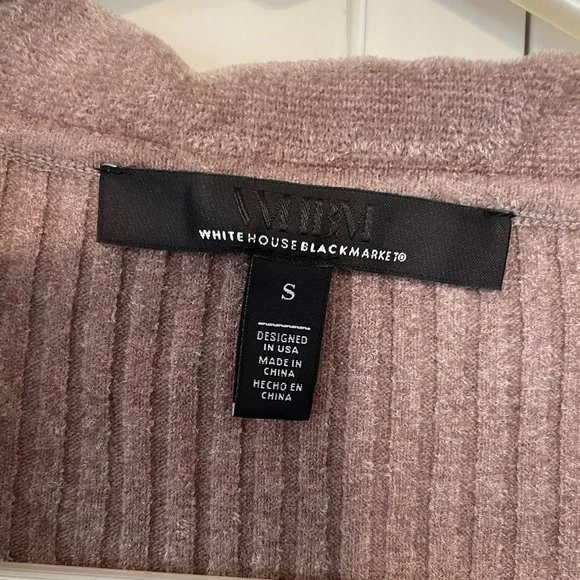 WHBM
WHITE HOUSE BLACK MARKET®
S
DESIGNED
IN USA
MADE IN
CHINA
HECHO EN
CHINA